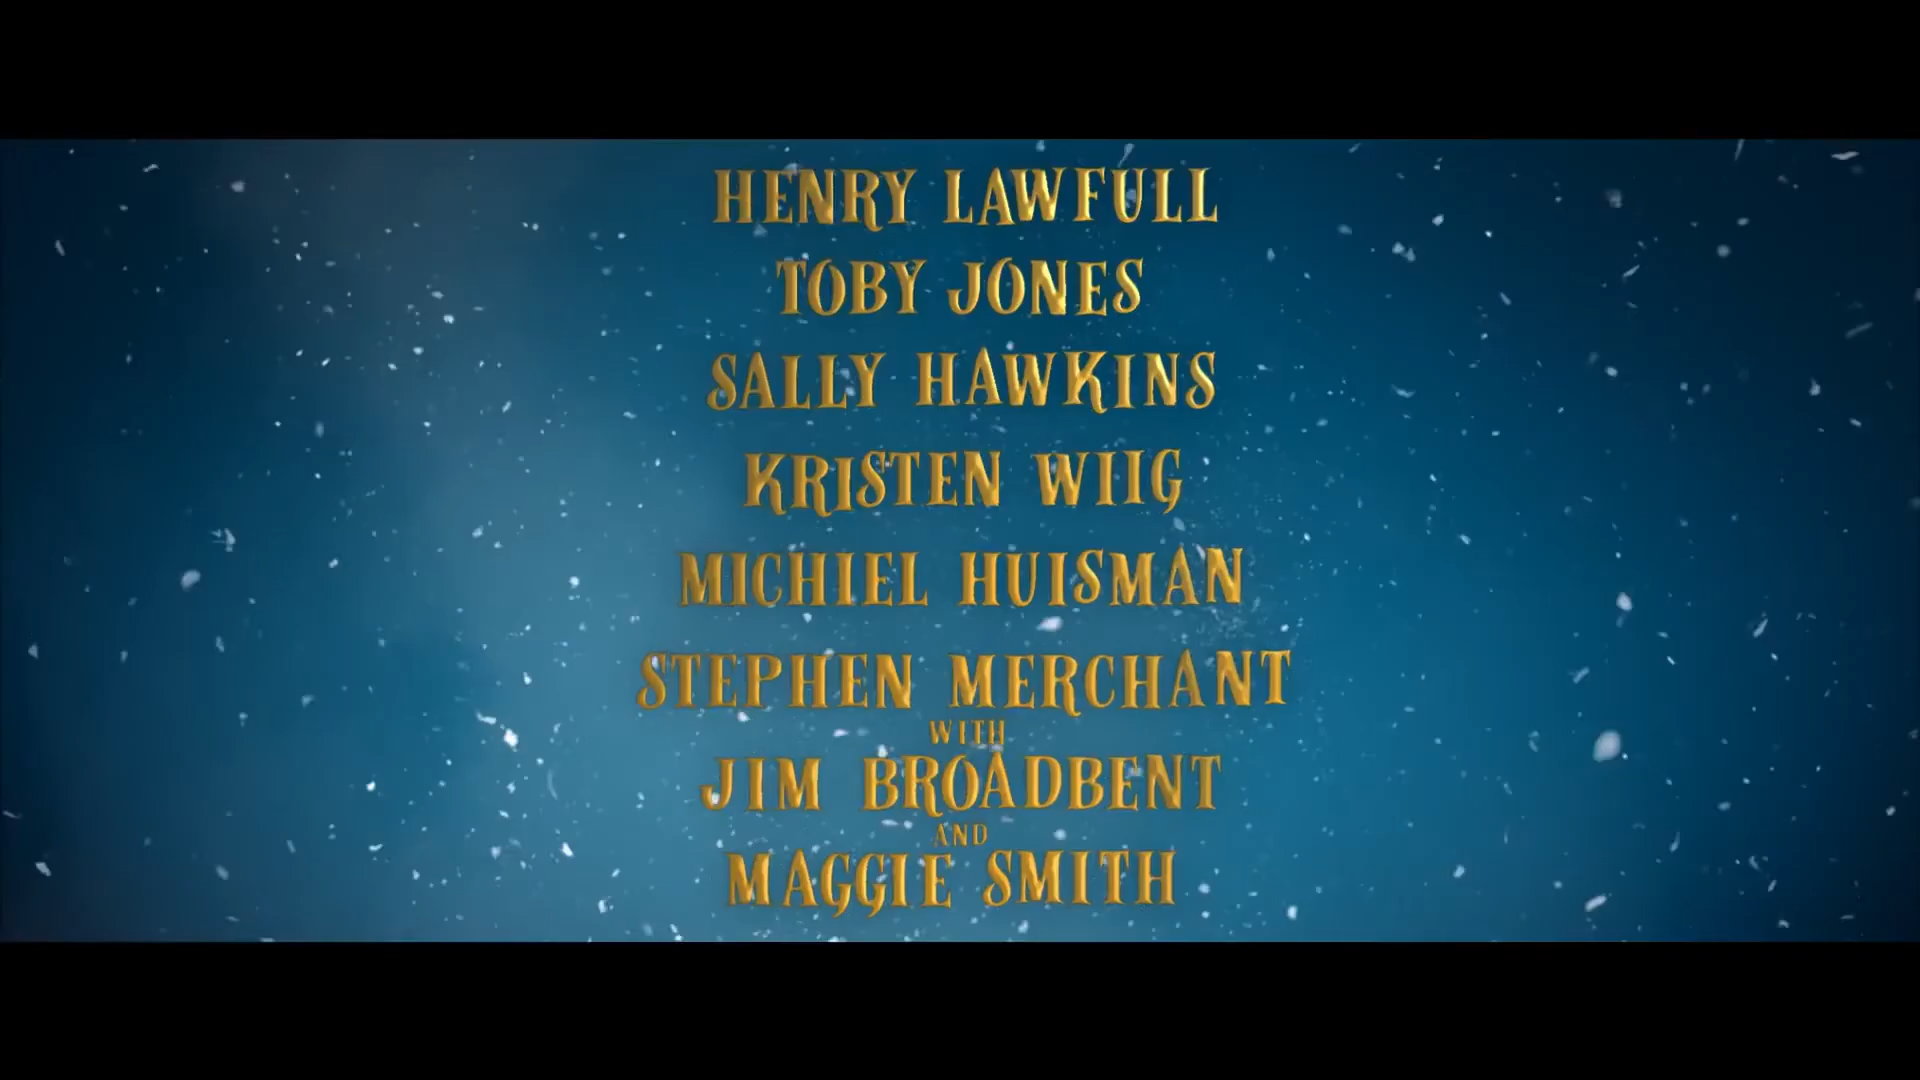 HENRY LAWFULL
TOBY JONES
SALLY HAWKINS
KRISTEN WIIG
MICHIEL HUISMAN
STEPHEN MERCHANT
WITH
JIM BROADBENT
AND
MAGGIE SMITH